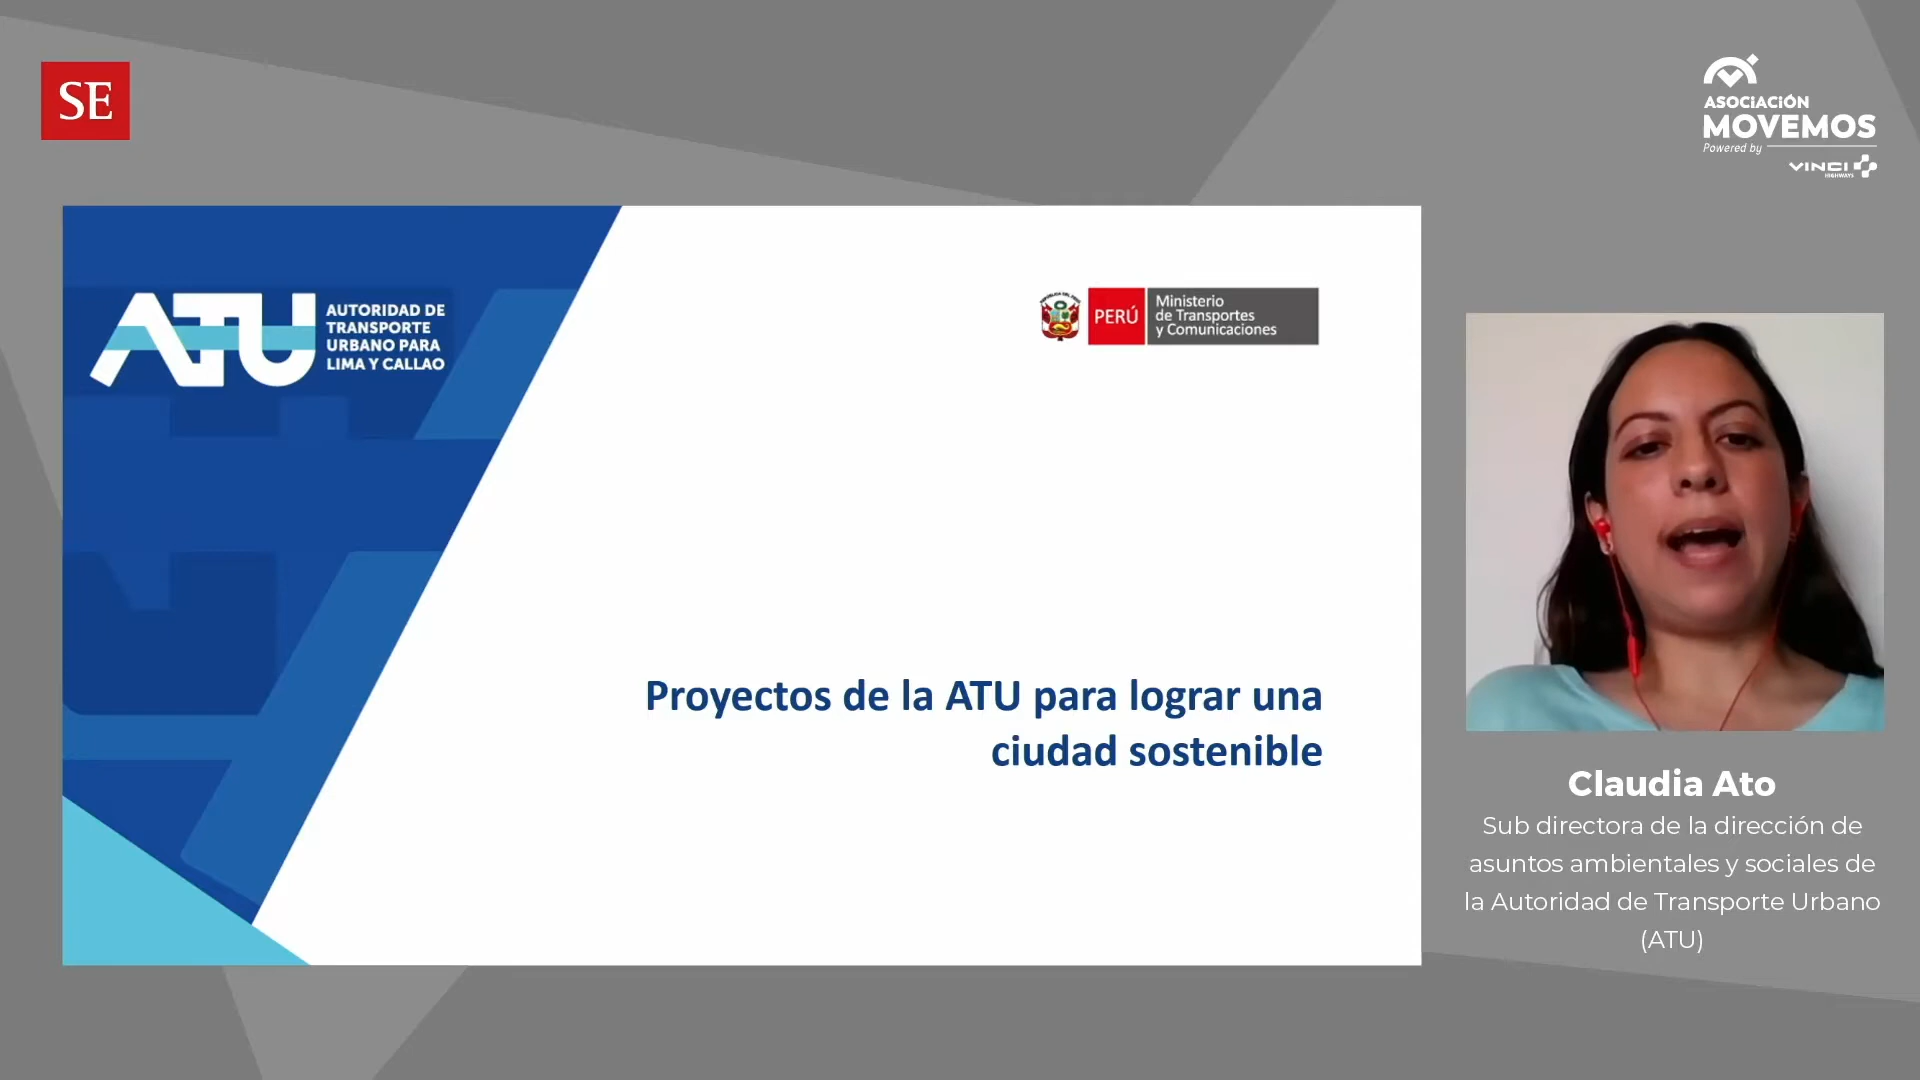 SE
ASOCIACIÓN
MOVEMOS
Powered by
VINCI
HIGHWAYS
ATU
AUTORIDAD DE
TRANSPORTE
URBANO PARA
LIMA Y CALLAO
PERÚ
Ministerio
de Transportes
y Comunicaciones
Proyectos de la ATU para lograr una
ciudad sostenible
Claudia Ato
Sub directora de la dirección de
asuntos ambientales y sociales de
la Autoridad de Transporte Urbano
(ATU)